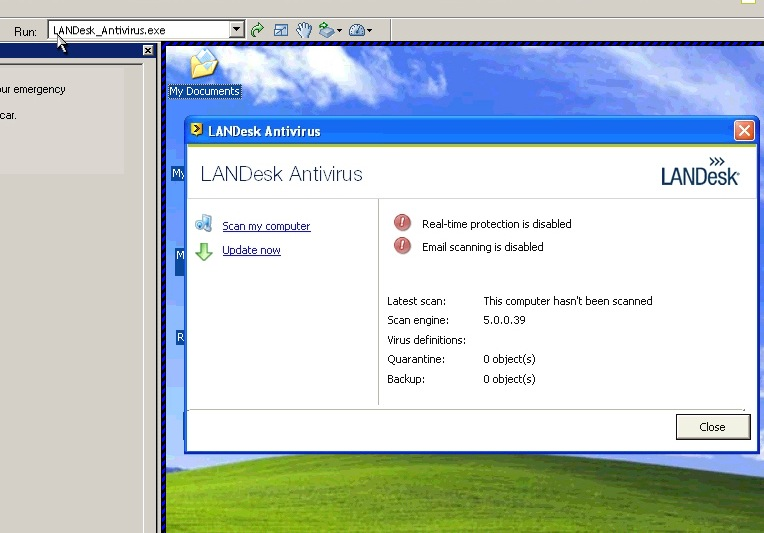 Run: LANDesk_Antivirus.exe
ur emergency
car.
My Documents
LANDesk Antivirus
LANDesk Antivirus
LANDesk
My
Scan my computer
Update now
Real-time protection is disabled
Email scanning is disabled
M
R
Latest scan: This computer hasn't been scanned
Scan engine: 5.0.0.39
Virus definitions:
Quarantine: 0 object(s)
Backup: 0 object(s)
Close